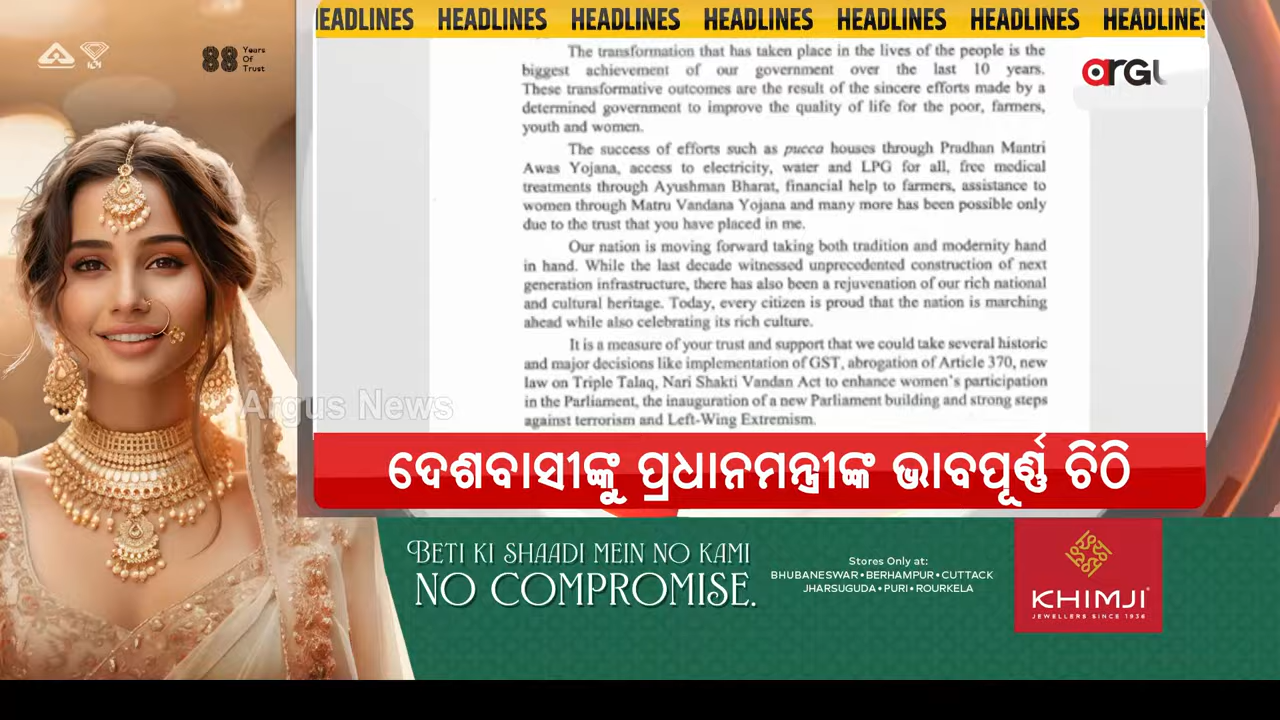 HEADLINES HEADLINES HEADLINES HEADLINES HEADLINES HEADLINES HEADLINES
88 Years
Of
Trust
The transformation that has taken place in the lives of the people is the
biggest achievement of our government over the last 10 years.
These transformative outcomes are the result of the sincere efforts made by a
determined government to improve the quality of life for the poor, farmers,
youth and women.
The success of efforts such as pucca houses through Pradhan Mantri
Awas Yojana, access to electricity, water and LPG for all, free medical
treatments through Ayushman Bharat, financial help to farmers, assistance to
women through Matru Vandana Yojana and many more has been possible only
due to the trust that you have placed in me.
Our nation is moving forward taking both tradition and modernity hand
in hand. While the last decade witnessed unprecedented construction of next
generation infrastructure, there has also been a rejuvenation of our rich national
and cultural heritage. Today, every citizen is proud that the nation is marching
ahead while also celebrating its rich culture.
It is a measure of your trust and support that we could take several historic
and major decisions like implementation of GST, abrogation of Article 370, new
law on Triple Talaq, Nari Shakti Vandan Act to enhance women's participation
in the Parliament, the inauguration of a new Parliament building and strong steps
against terrorism and Left-Wing Extremism.
Argus News
ଦେଶବାସୀଙ୍କୁ ପ୍ରଧାନମନ୍ତ୍ରୀଙ୍କ ଭାବପୂର୍ଣ୍ଣ ଚିଠି
BETI KI SHAADI MEIN NO KAMI
NO COMPROMISE.
Stores Only at:
BHUBANESWAR • BERHAMPUR • CUTTACK
JHARSUGUDA • PURI • ROURKELA
KHIMJI
JEWELLERS SINCE 1936